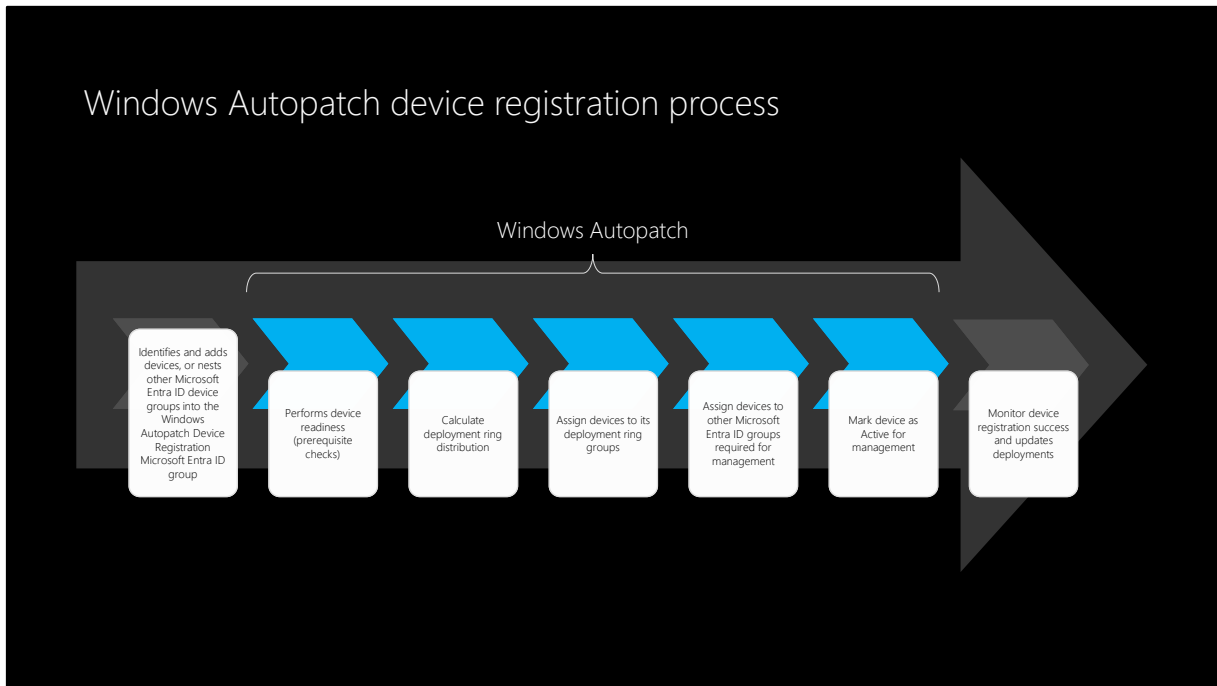 Windows Autopatch device registration process
Windows Autopatch
Identifies and adds
devices, or nests
other Microsoft
Entra ID device
groups into the
Windows
Autopatch Device
Registration
Microsoft Entra ID
group
Performs device
readiness
(prerequisite
checks)
Calculate
deployment ring
distribution
Assign devices to its
deployment ring
groups
Assign devices to
other Microsoft
Entra ID groups
required for
management
Mark device as
Active for
management
Monitor device
registration success
and updates
deployments